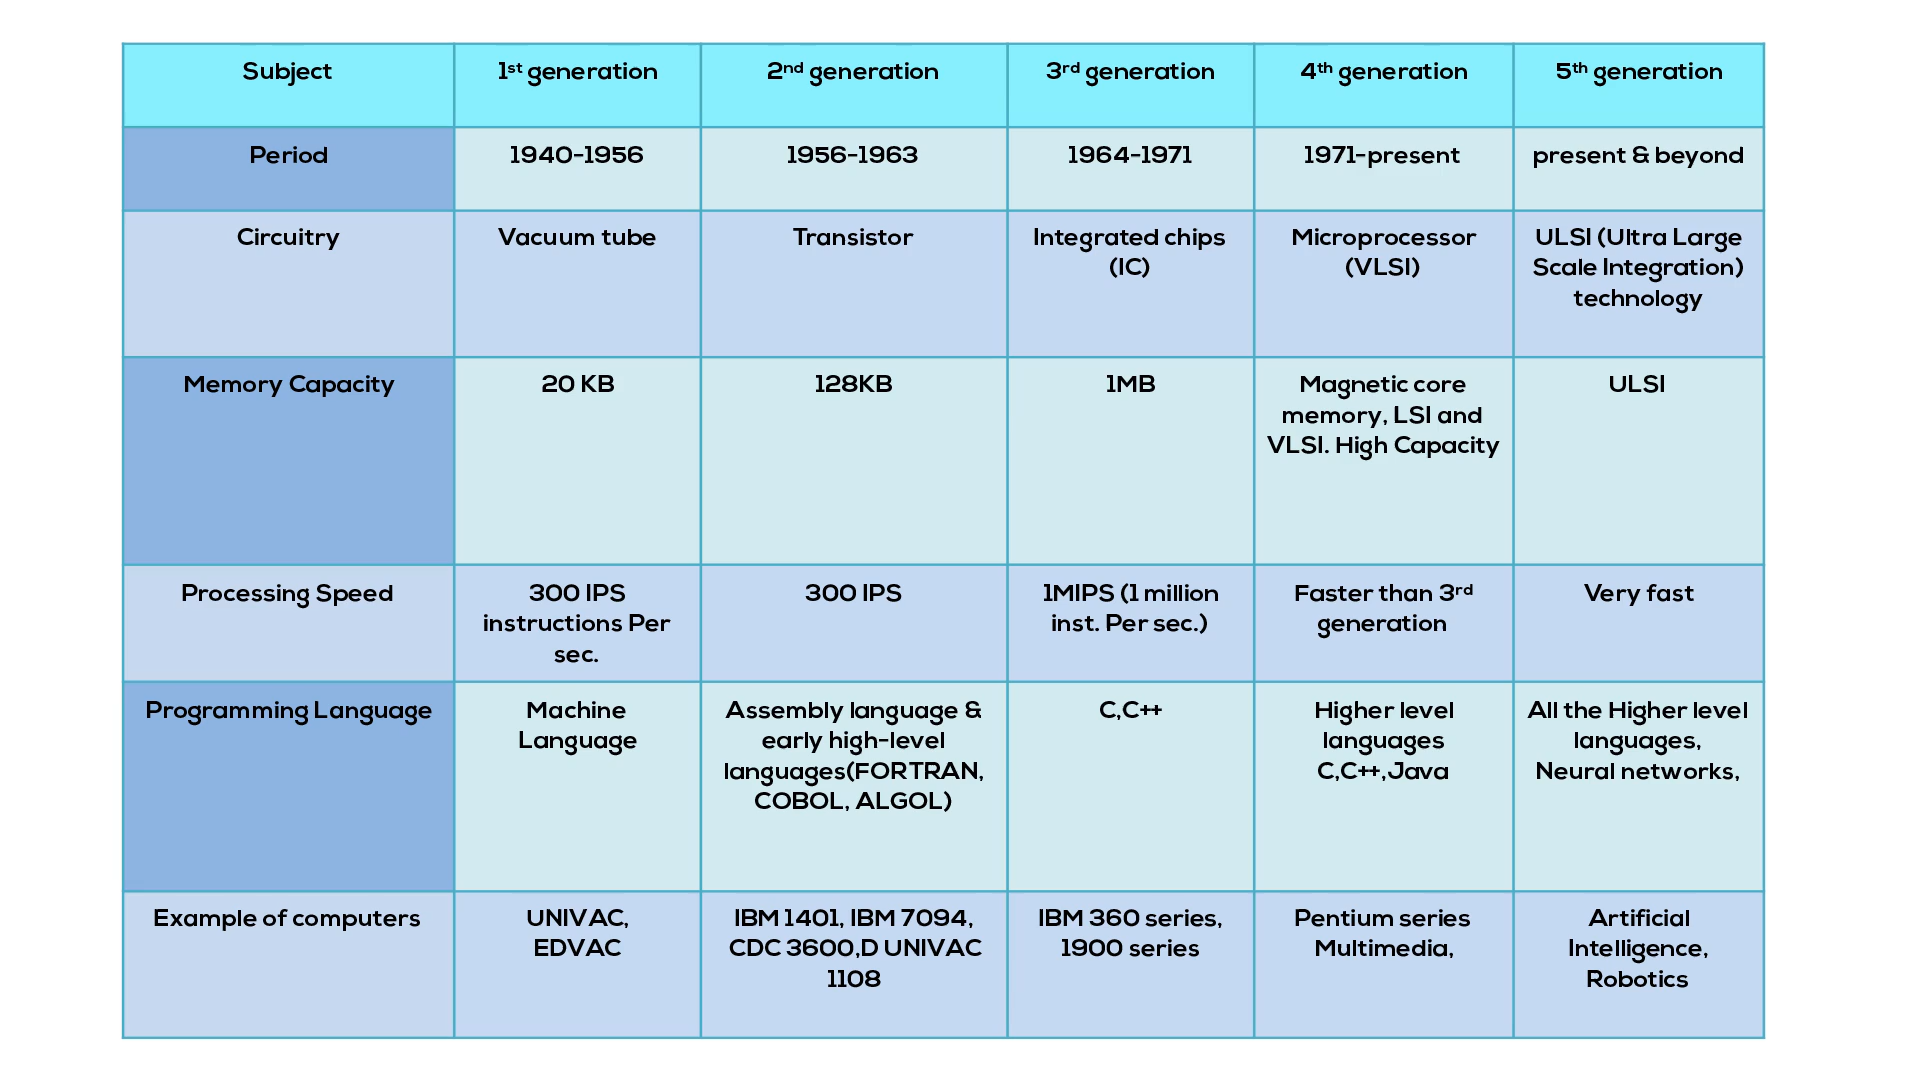 Subject
1st generation
2nd generation
3rd generation
4th generation
5th generation
Period
1940-1956
1956-1963
1964-1971
1971-present
present & beyond
Circuitry
Vacuum tube
Transistor
Integrated chips
(IC)
Microprocessor
(VLSI)
ULSI (Ultra Large
Scale Integration)
technology
Memory Capacity
20 KB
128KB
1MB
Magnetic core
memory, LSI and
VLSI. High Capacity
ULSI
Processing Speed
300 IPS
instructions Per
sec.
300 IPS
1MIPS (1 million
inst. Per sec.)
Faster than 3rd
generation
Very fast
Programming Language
Machine
Language
Assembly language &
early high-level
languages(FORTRAN,
COBOL, ALGOL)
C,C++
Higher level
languages
C,C++,Java
All the Higher level
languages,
Neural networks,
Example of computers
UNIVAC,
EDVAC
IBM 1401, IBM 7094,
CDC 3600,D UNIVAC
1108
IBM 360 series,
1900 series
Pentium series
Multimedia,
Artificial
Intelligence,
Robotics